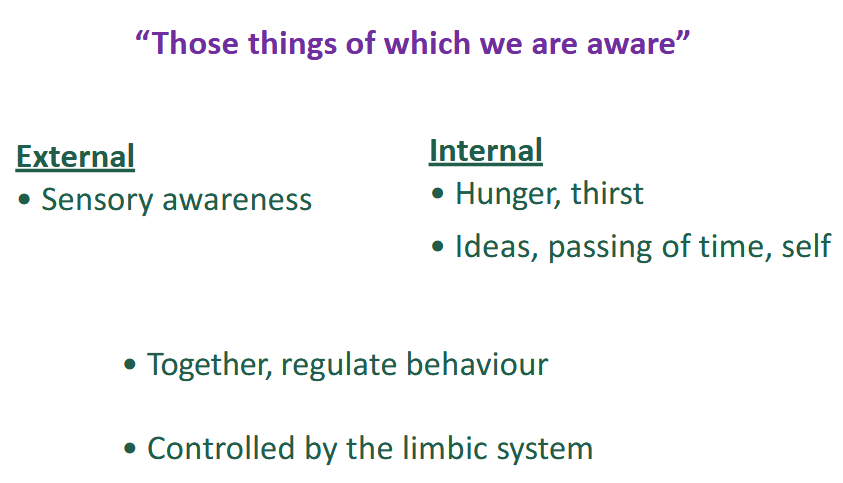 “Those things of which we are aware”
External
• Sensory awareness
Internal
• Hunger, thirst
• Ideas, passing of time, self
• Together, regulate behaviour
• Controlled by the limbic system